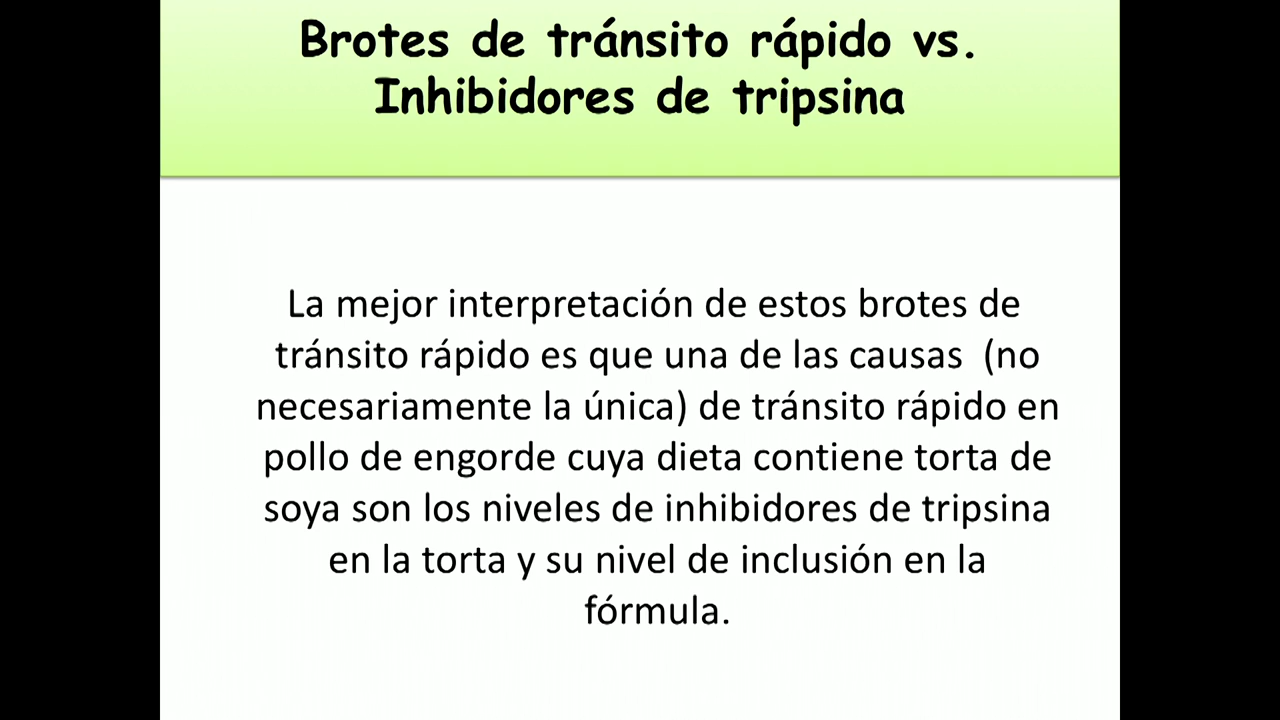 Brotes de tránsito rápido vs.
Inhibidores de tripsina
La mejor interpretación de estos brotes de
tránsito rápido es que una de las causas  (no
necesariamente la única) de tránsito rápido en
pollo de engorde cuya dieta contiene torta de
soya son los niveles de inhibidores de tripsina
en la torta y su nivel de inclusión en la
fórmula.